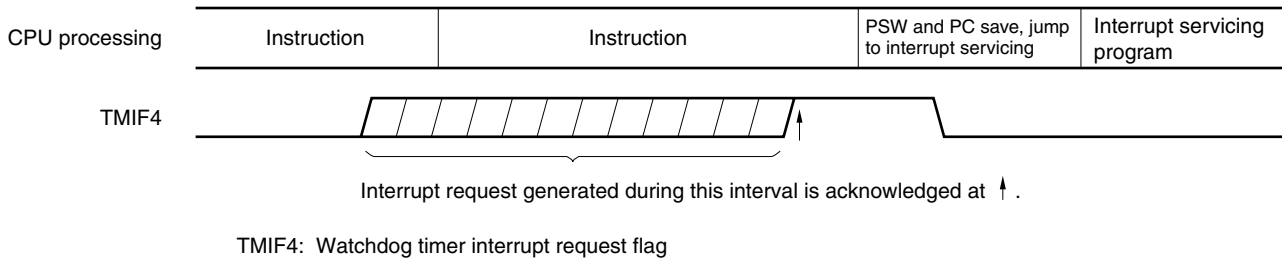 CPU processing
Instruction
Instruction
PSW and PC save, jump
to interrupt servicing
Interrupt servicing
program
TMIF4
Interrupt request generated during this interval is acknowledged at ↑ .
TMIF4: Watchdog timer interrupt request flag